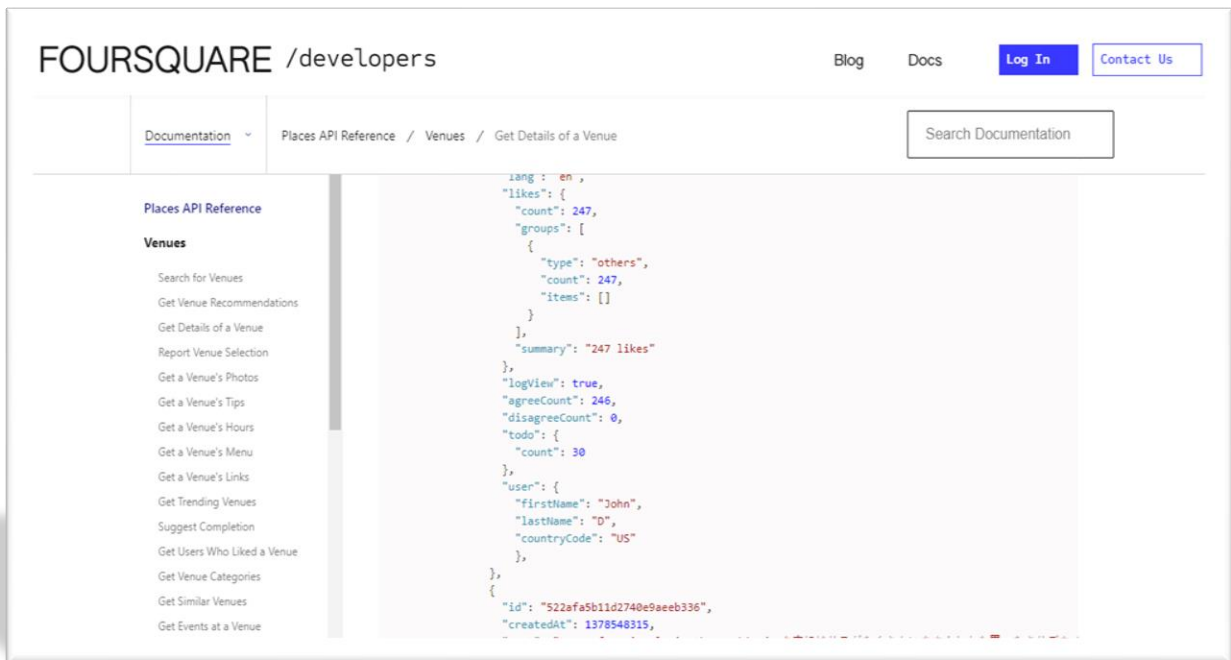 FOURSQUARE /developers
Blog
Docs
Log In
Contact Us
Documentation
Places API Reference / Venues / Get Details of a Venue
Search Documentation
Places API Reference
Venues
Search for Venues
Get Venue Recommendations
Get Details of a Venue
Report Venue Selection
Get a Venue's Photos
Get a Venue's Tips
Get a Venue's Hours
Get a Venue's Menu
Get a Venue's Links
Get Trending Venues
Suggest Completion
Get Users Who Liked a Venue
Get Venue Categories
Get Similar Venues
Get Events at a Venue
"lang": "en",
"likes": {
"count": 247,
"groups": [
{
"type": "others",
"count": 247,
"items": []
}
],
"summary": "247 likes"
},
"logView": true,
"agreeCount": 246,
"disagreeCount": 0,
"todo": {
"count": 30
},
"user": {
"firstName": "John",
"lastName": "D",
"countryCode": "US"
},
},
{
"id": "522afa5b11d2740e9aeeb336",
"createdAt": 1378548315,